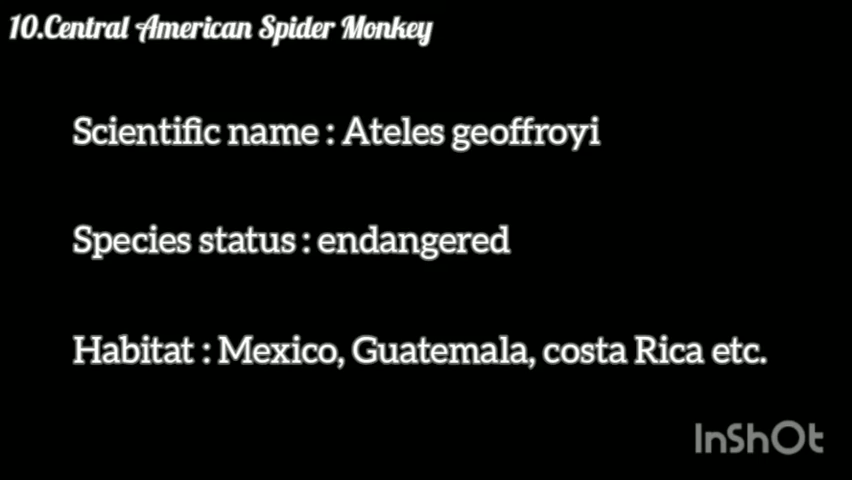 10.Central American Spider Monkey
Scientific name : Ateles geoffroyi
Species status : endangered
Habitat : Mexico, Guatemala, costa Rica etc.
InShOt